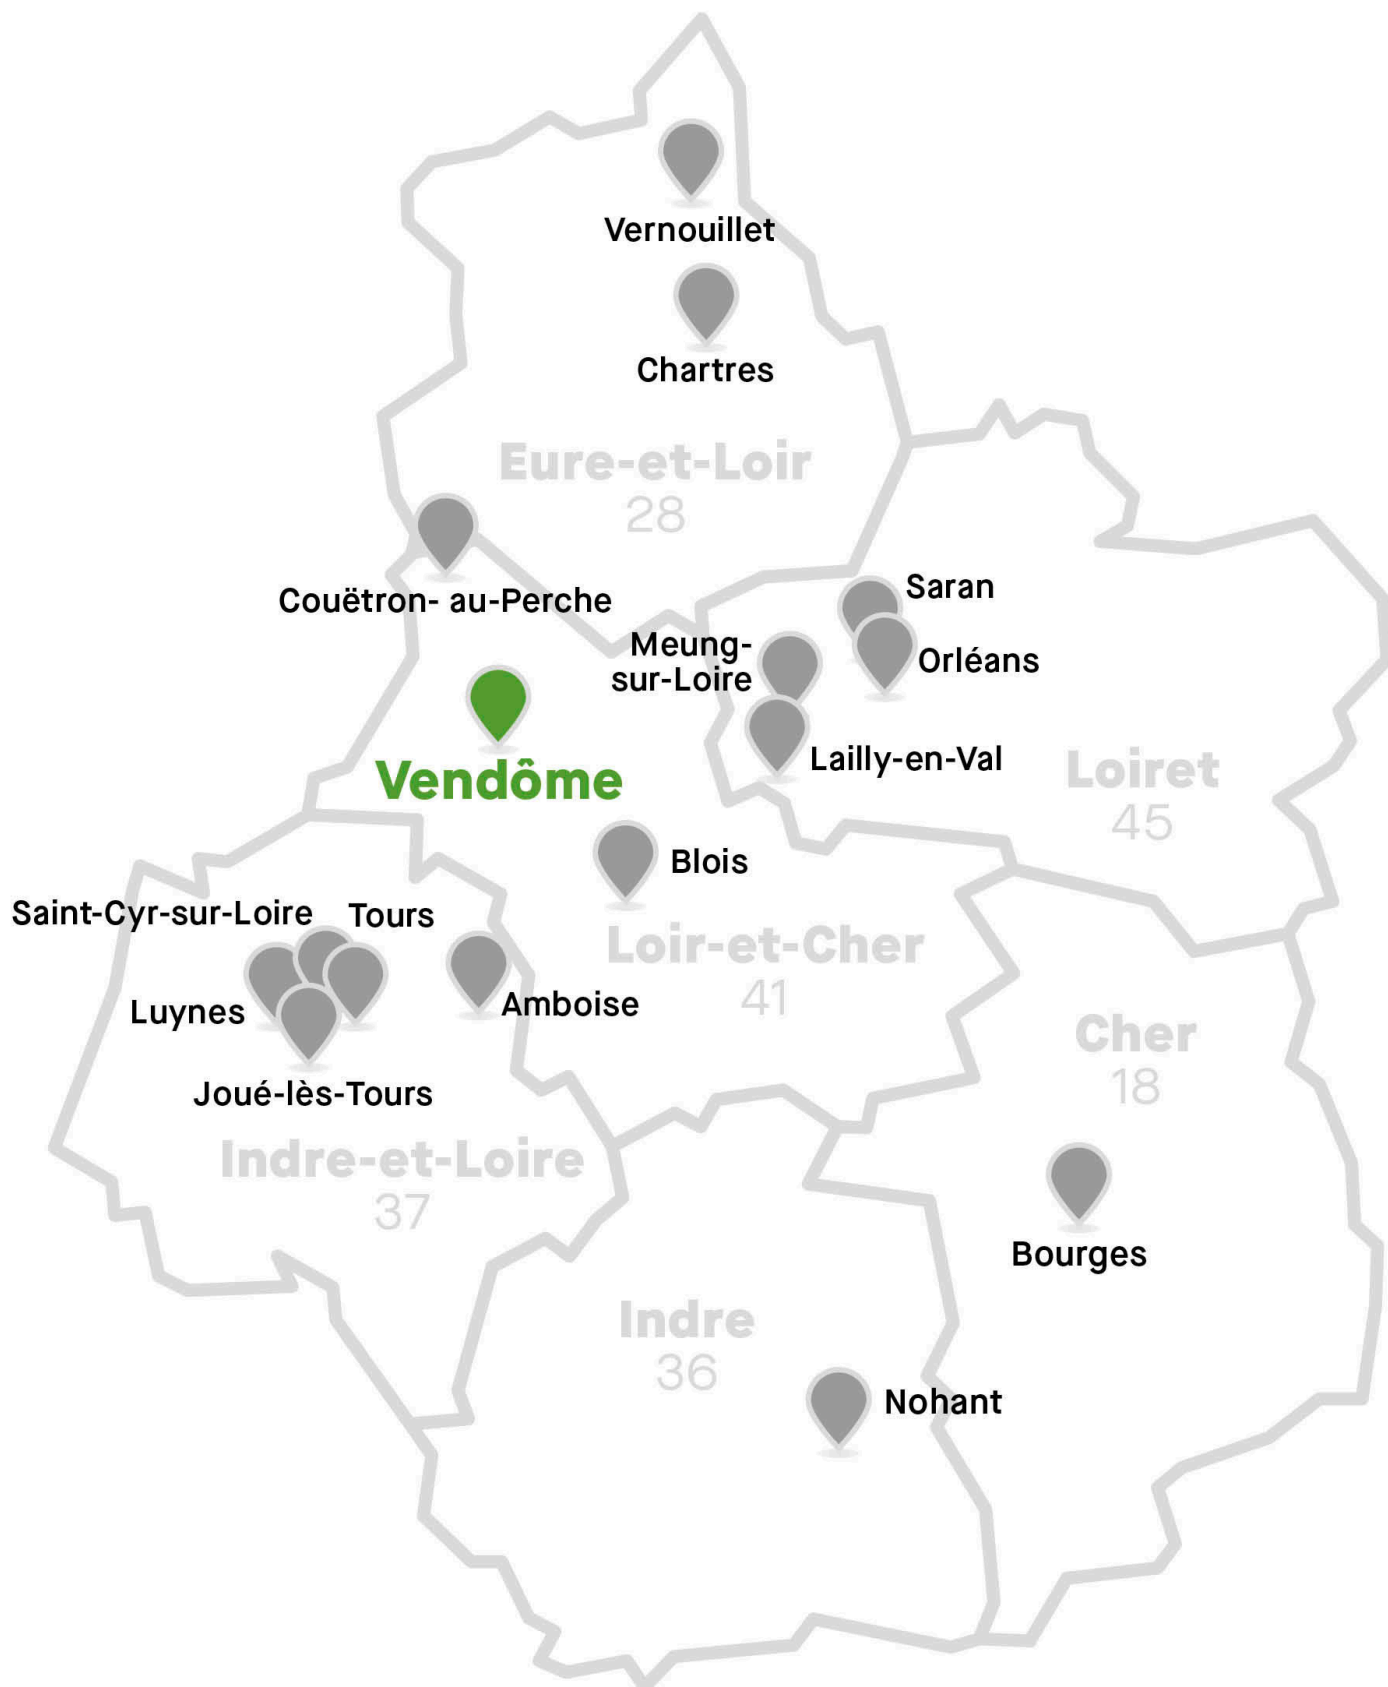 Vernouillet
Chartres
Eure-et-Loir
28
Couëtron- au-Perche
Saran
Meung-
sur-Loire
Orléans
Lailly-en-Val
Loiret
45
Vendôme
Blois
Saint-Cyr-sur-Loire
Tours
Loir-et-Cher
41
Luynes
Amboise
Joué-lès-Tours
Cher
18
Indre-et-Loire
37
Bourges
Indre
36
Nohant